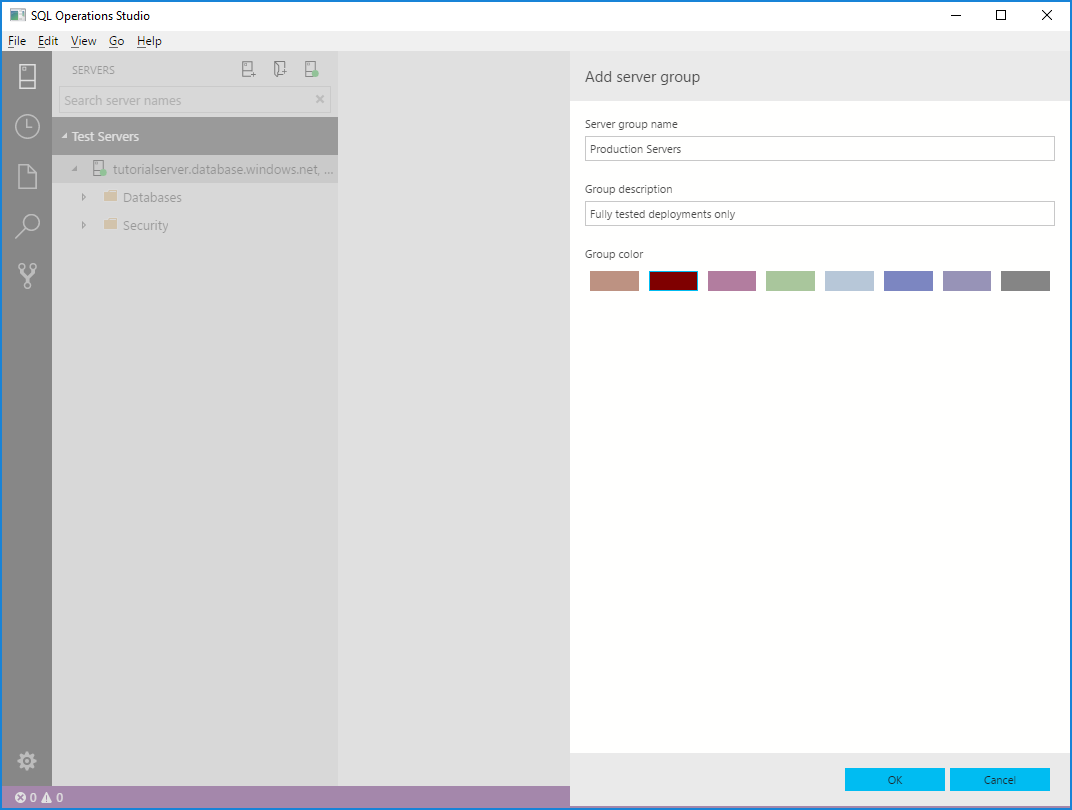 SQL Operations Studio
File Edit View Go Help
SERVERS
Search server names
Test Servers
tutorialserver.database.windows.net, ...
Databases
Security
Add server group
Server group name
Production Servers
Group description
Fully tested deployments only
Group color
OK Cancel
0 0